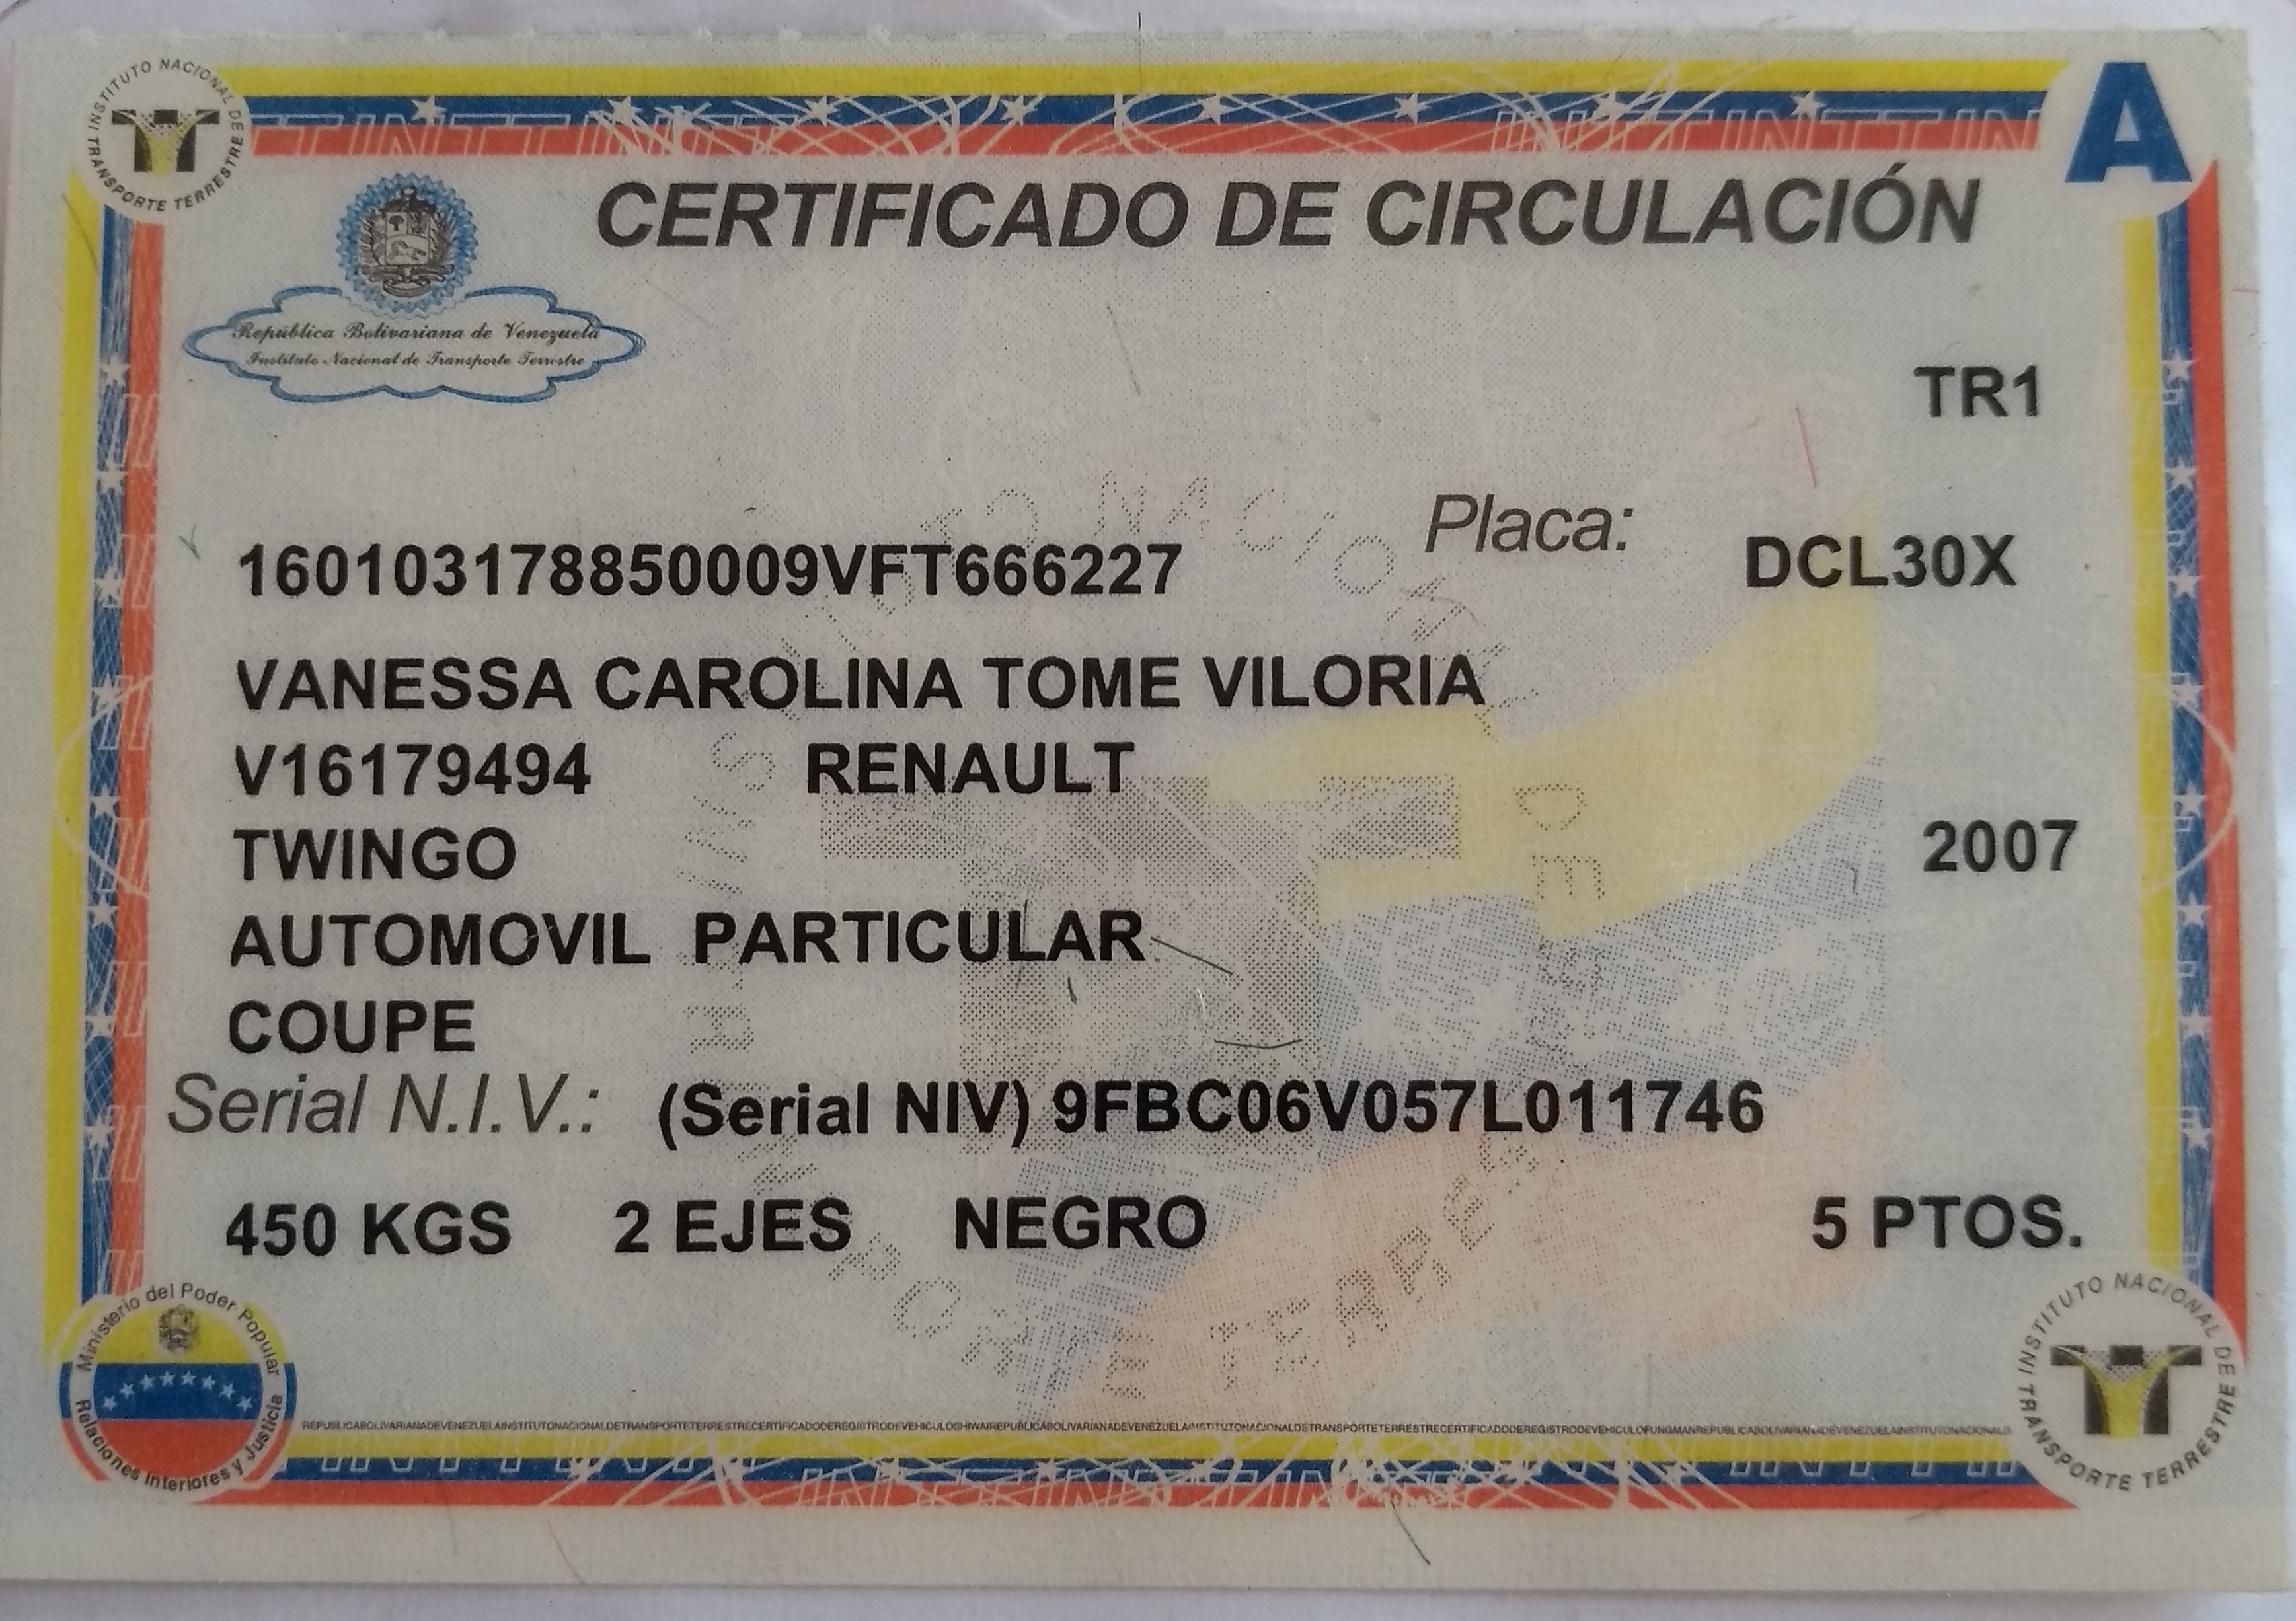 INSTITUTO NACIONAL DE TRANSPORTE TERRESTRE
A
CERTIFICADO DE CIRCULACIÓN
República Bolivariana de Venezuela
Instituto Nacional de Transporte Terrestre
TR1
160103178850009VFT666227 Placa: DCL30X
VANESSA CAROLINA TOME VILORIA
V16179494 RENAULT
TWINGO 2007
AUTOMOVIL PARTICULAR
COUPE
Serial N.I.V.: (Serial NIV) 9FBC06V057L011746
450 KGS 2 EJES NEGRO 5 PTOS.
Ministerio del Poder Popular
Relaciones Interiores y Justicia
INSTITUTO NACIONAL DE TRANSPORTE TERRESTRE